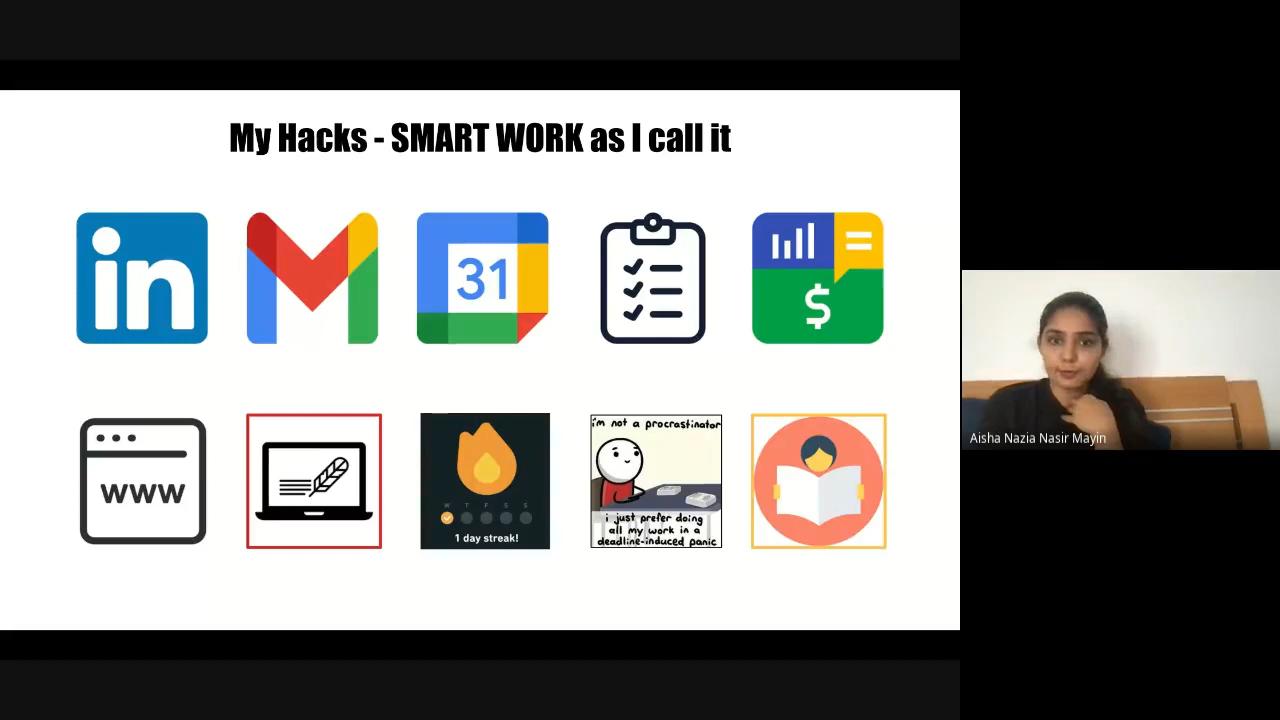 My Hacks - SMART WORK as I call it
in
31
$
www
W T F S S
1 day streak!
i'm not a procrastinator
i just prefer doing
all my work in a
deadline-induced panic
Aisha Nazia Nasir Mayin